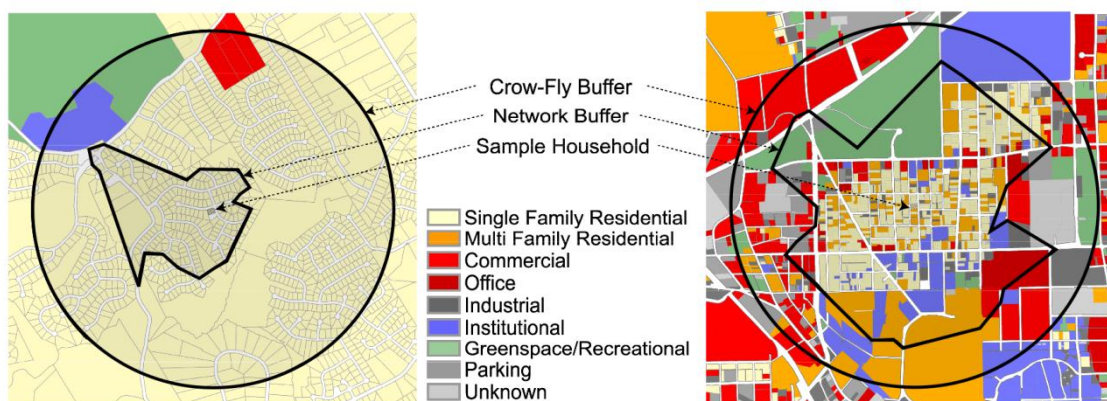 Crow-Fly Buffer
Network Buffer
Sample Household
Single Family Residential
Multi Family Residential
Commercial
Office
Industrial
Institutional
Greenspace/Recreational
Parking
Unknown